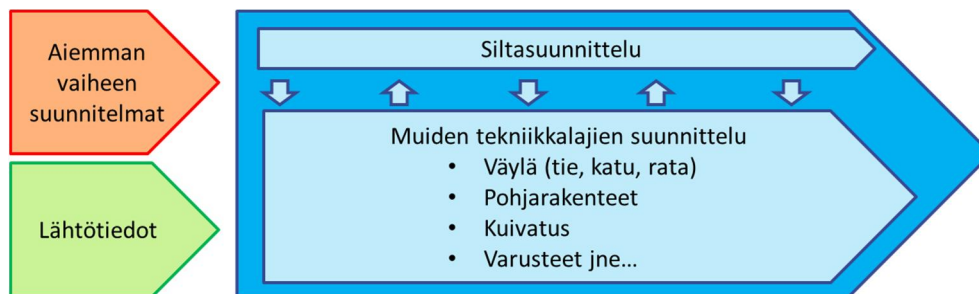 Aiemman
vaiheen
suunnitelmat
Lähtötiedot
Siltasuunnittelu
Muiden tekniikkalajien suunnittelu
• Väylä (tie, katu, rata)
• Pohjarakenteet
• Kuivatus
• Varusteet jne...